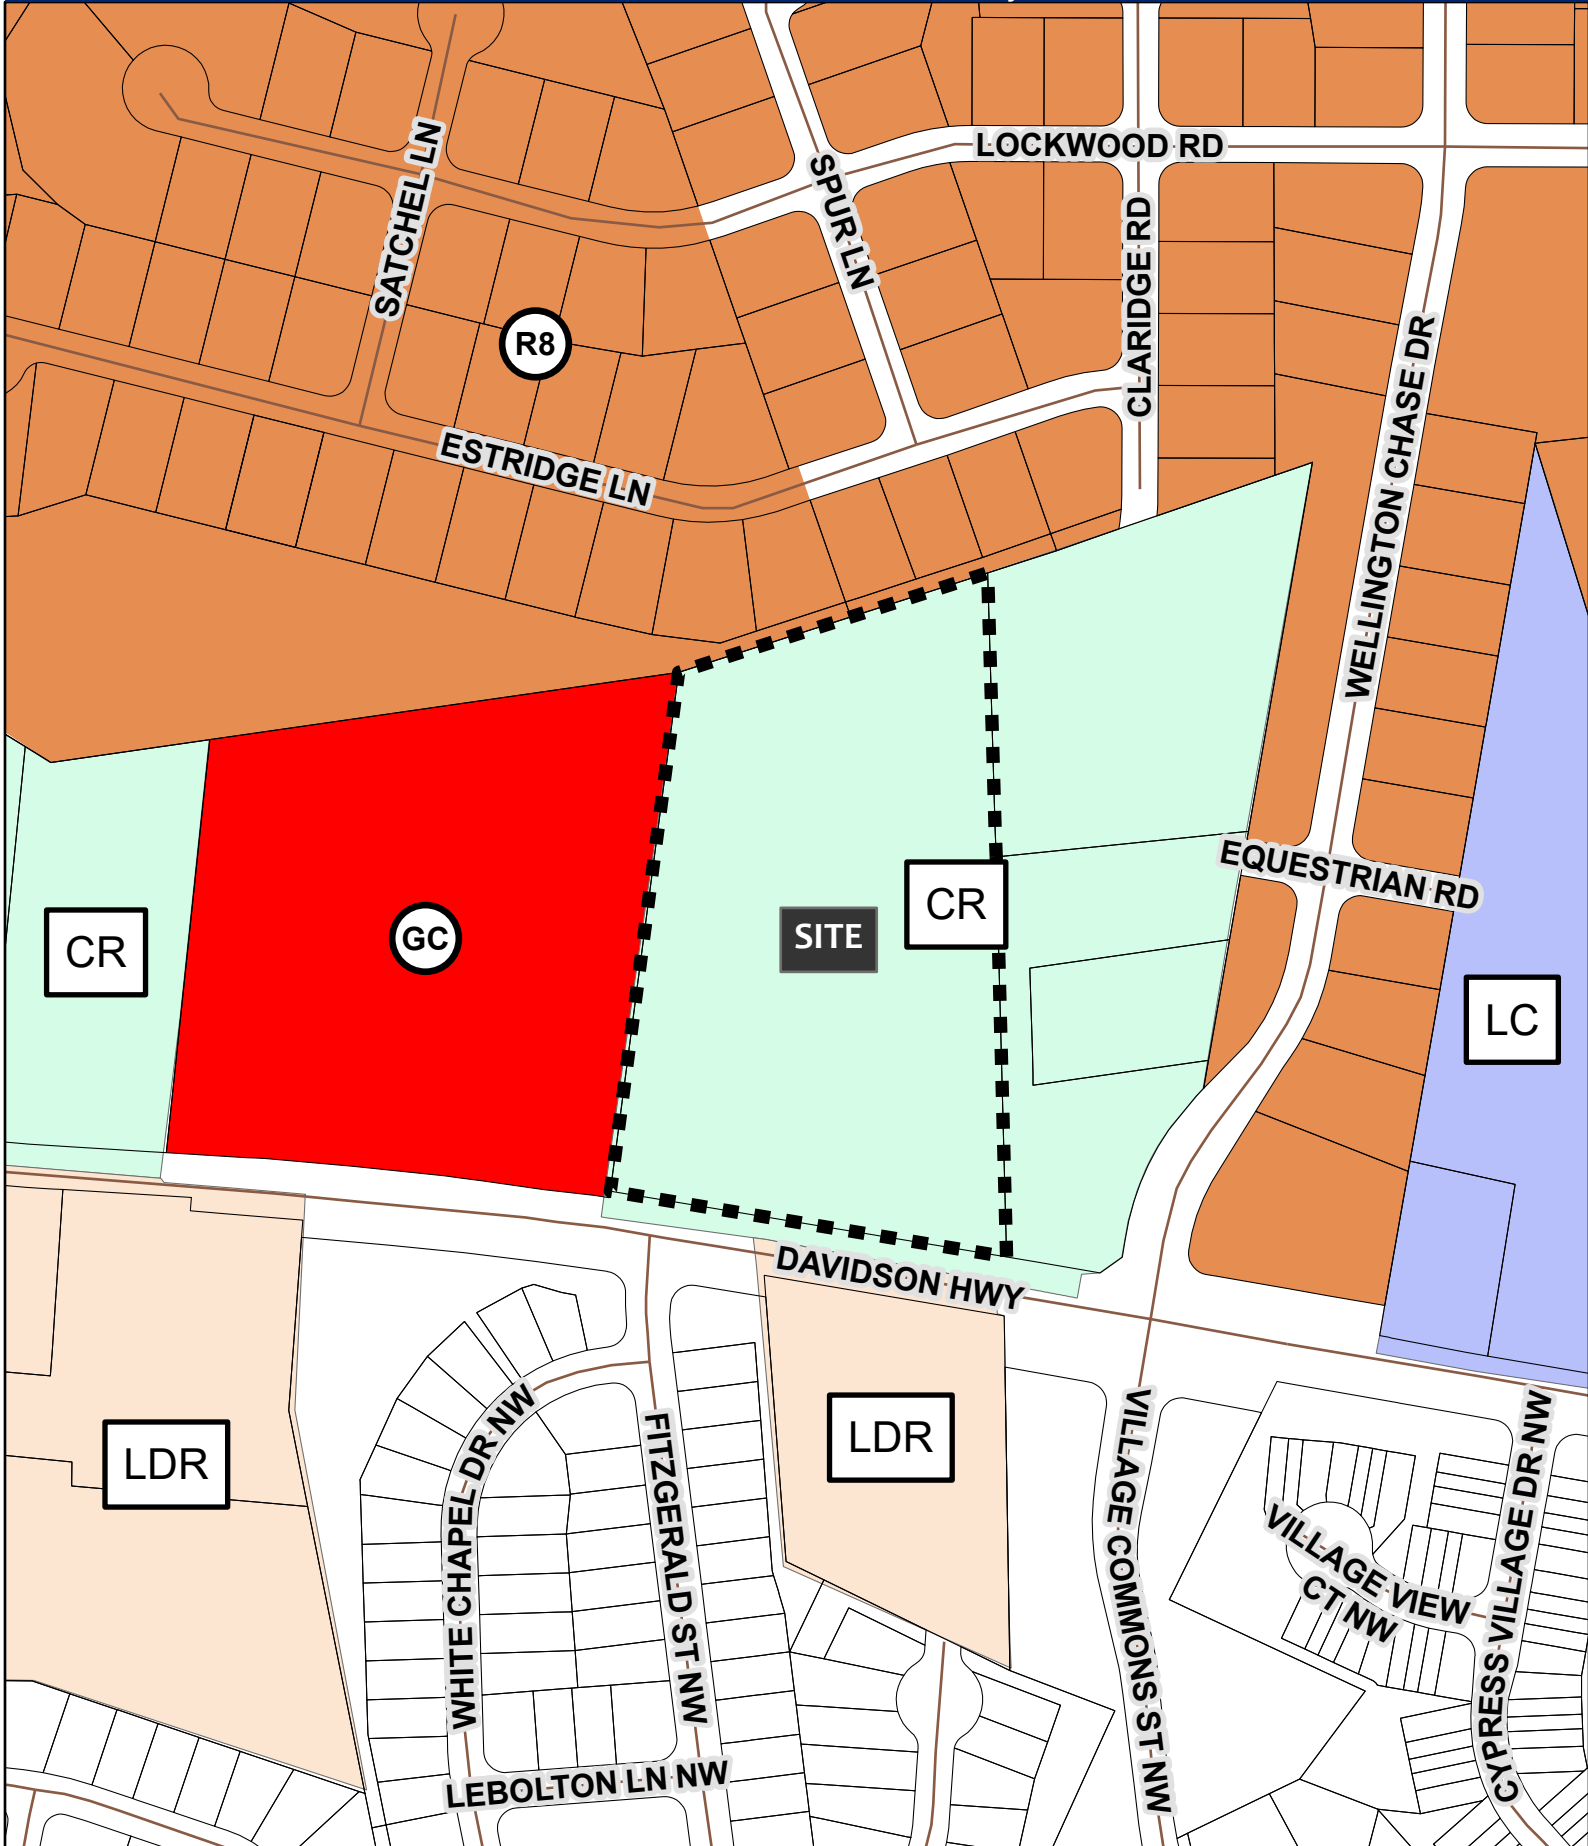 LOCKWOOD RD
SATCHEL LN
SPUR LN
CLARIDGE RD
R8
WELLINGTON CHASE DR
ESTRIDGE LN
EQUESTRIAN RD
CR
GC
SITE
CR
LC
DAVIDSON HWY
LDR
LDR
WHITE CHAPEL DR NW
FITZGERALD ST NW
VILLAGE COMMONS ST NW
VILLAGE VIEW
CT NW
CYPRESS VILLAGE DR NW
LEBOLTON LN NW